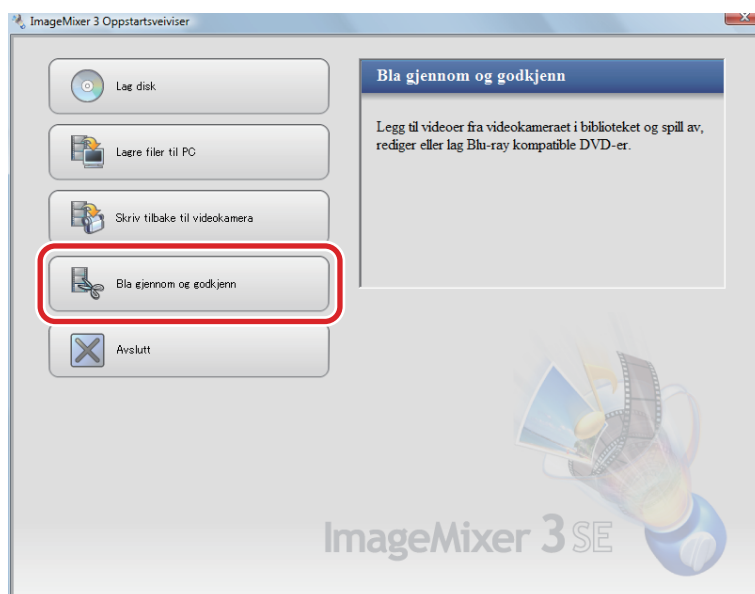 ImageMixer 3 Oppstartsveiviser
Lag disk
Lagre filer til PC
Skriv tilbake til videokamera
Bla gjennom og godkjenn
Avslutt
Bla gjennom og godkjenn
Legg til videoer fra videokameraet i biblioteket og spill av,
rediger eller lag Blu-ray kompatible DVD-er.
ImageMixer 3 SE